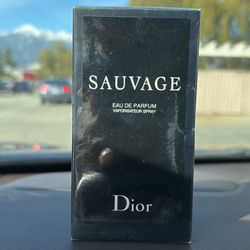 SAUVAGE
EAU DE PARFUM
VAPORISATEUR SPRAY
Dior